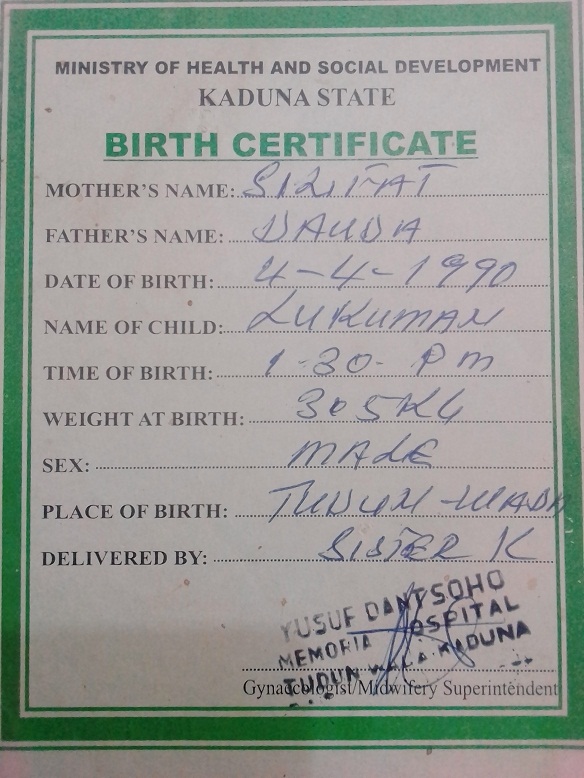 MINISTRY OF HEALTH AND SOCIAL DEVELOPMENT
KADUNA STATE
BIRTH CERTIFICATE
MOTHER'S NAME: SILIFAT
FATHER'S NAME: DAUDA
DATE OF BIRTH: 4-4-1990
NAME OF CHILD: LUKUMAN
TIME OF BIRTH: 1-30- Pm
WEIGHT AT BIRTH: 305KG
SEX: MALE
PLACE OF BIRTH: TUDUN-WADA
DELIVERED BY: SISTER K
YUSUF DANTSOHO
MEMORIA HOSPITAL
TUDUN WADA KADUNA
Gynaecologist/Midwifery Superintendent